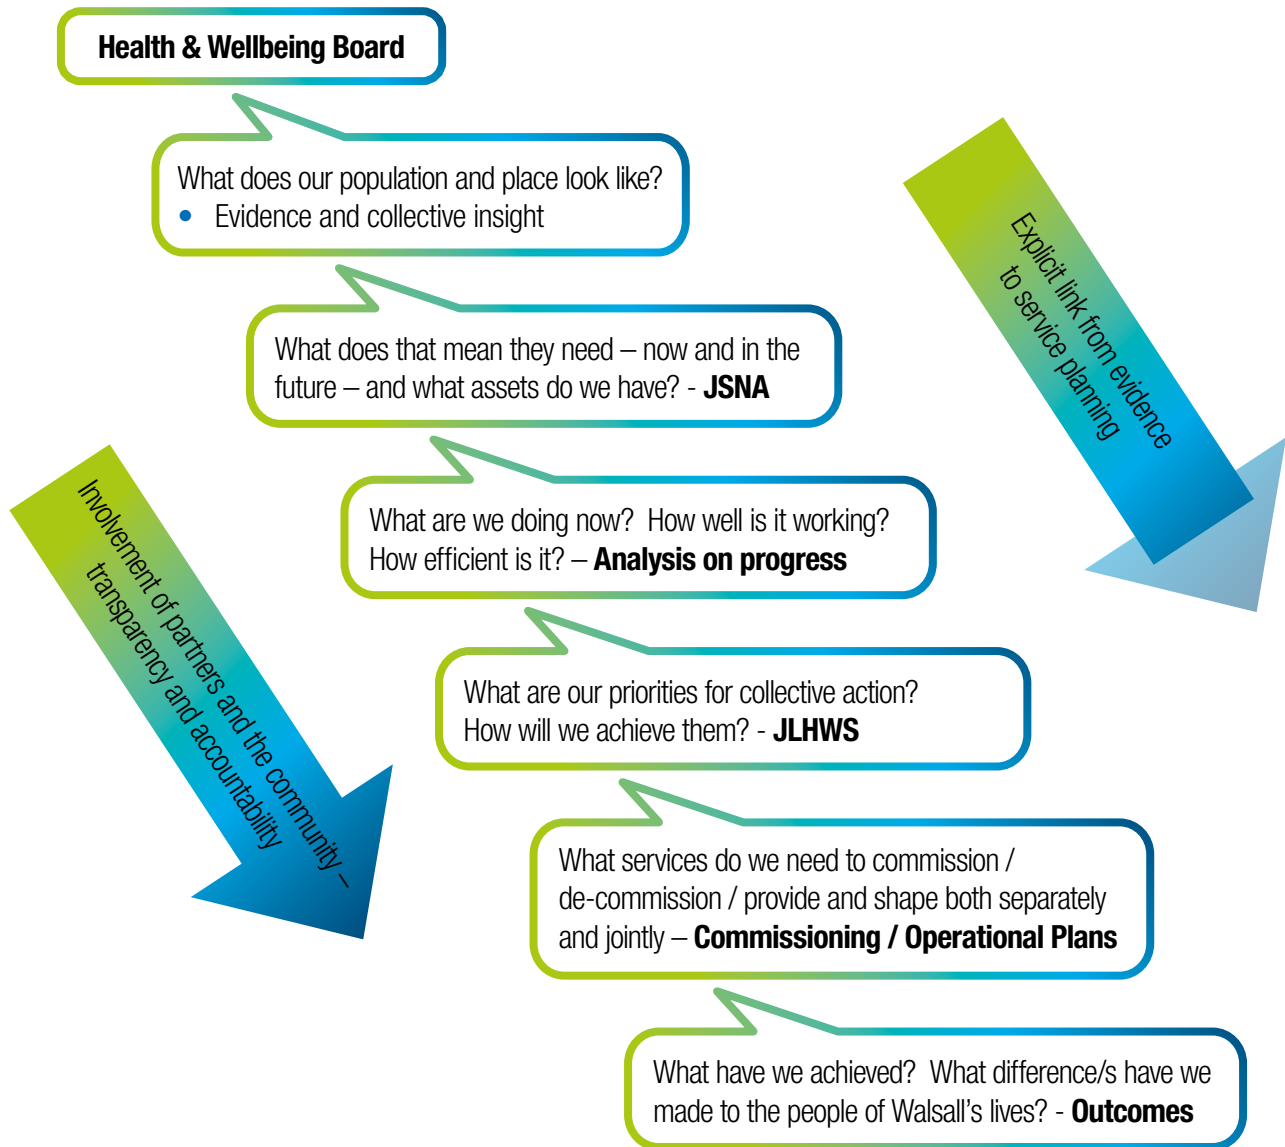 Health & Wellbeing Board
What does our population and place look like?
• Evidence and collective insight
Explicit link from evidence
to service planning
What does that mean they need – now and in the
future – and what assets do we have? - JSNA
Involvement of partners and the community –
transparency and accountability
What are we doing now?  How well is it working?
How efficient is it? – Analysis on progress
What are our priorities for collective action?
How will we achieve them? - JLHWS
What services do we need to commission /
de-commission / provide and shape both separately
and jointly – Commissioning / Operational Plans
What have we achieved?  What difference/s have we
made to the people of Walsall’s lives? - Outcomes